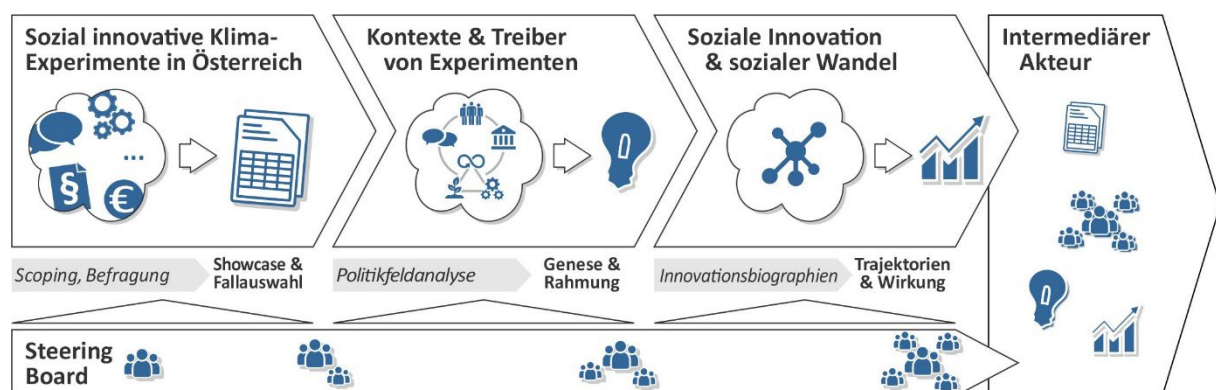 Sozial innovative Klima-
Experimente in Österreich
...
§
€
Scoping, Befragung
Showcase &
Fallauswahl
Kontexte & Treiber
von Experimenten
Politikfeldanalyse
Genese &
Rahmung
Soziale Innovation
& sozialer Wandel
Innovationsbiographien
Trajektorien
& Wirkung
Intermediärer
Akteur
Steering
Board